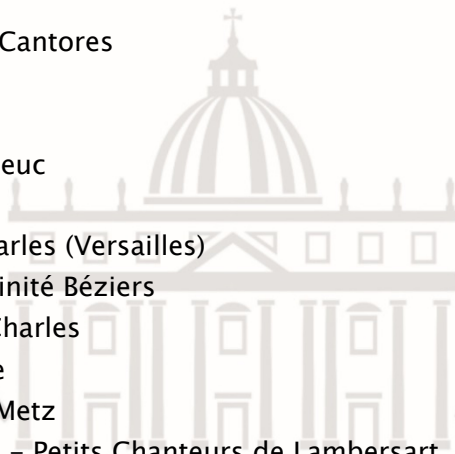 Cantores
euc
arles (Versailles)
inité Béziers
Charles
e
Metz
– Petits Chanteurs de Lambersart